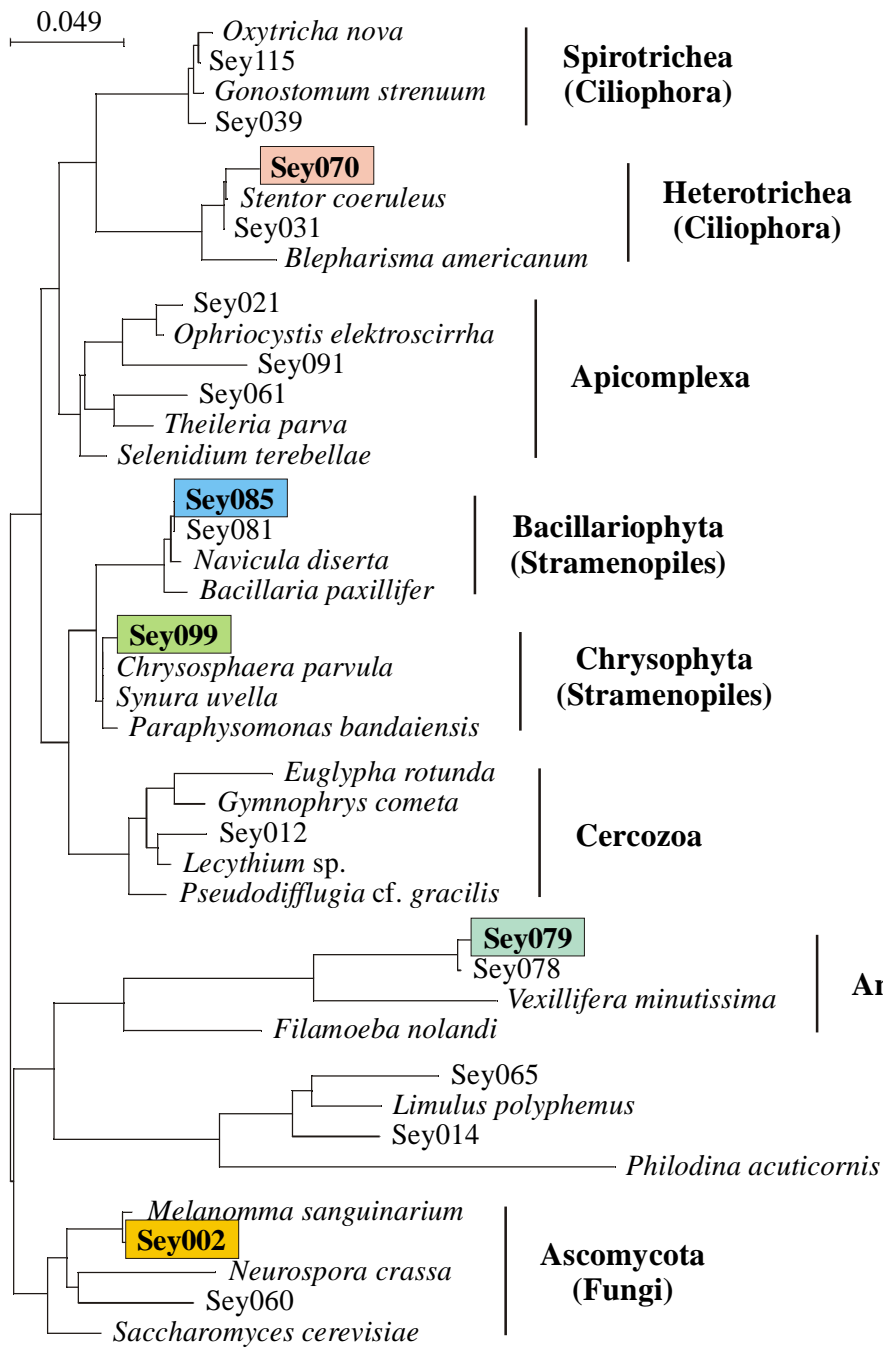 0.049
Oxytricha nova
Sey115
Gonostomum strenuum
Sey039
Spirotrichea
(Ciliophora)
Sey070
Stentor coeruleus
Sey031
Blepharisma americanum
Heterotrichea
(Ciliophora)
Sey021
Ophriocystis elektroscirrha
Sey091
Sey061
Theileria parva
Selenidium terebellae
Apicomplexa
Sey085
Sey081
Navicula diserta
Bacillaria paxillifer
Bacillariophyta
(Stramenopiles)
Sey099
Chrysosphaera parvula
Synura uvella
Paraphysomonas bandaiensis
Chrysophyta
(Stramenopiles)
Euglypha rotunda
Gymnophrys cometa
Sey012
Lecythium sp.
Pseudodifflugia cf. gracilis
Cercozoa
Sey079
Sey078
Vexillifera minutissima
Filamoeba nolandi
Sey065
Limulus polyphemus
Sey014
Philodina acuticornis
Melanomma sanguinarium
Sey002
Neurospora crassa
Sey060
Saccharomyces cerevisiae
Ascomycota
(Fungi)